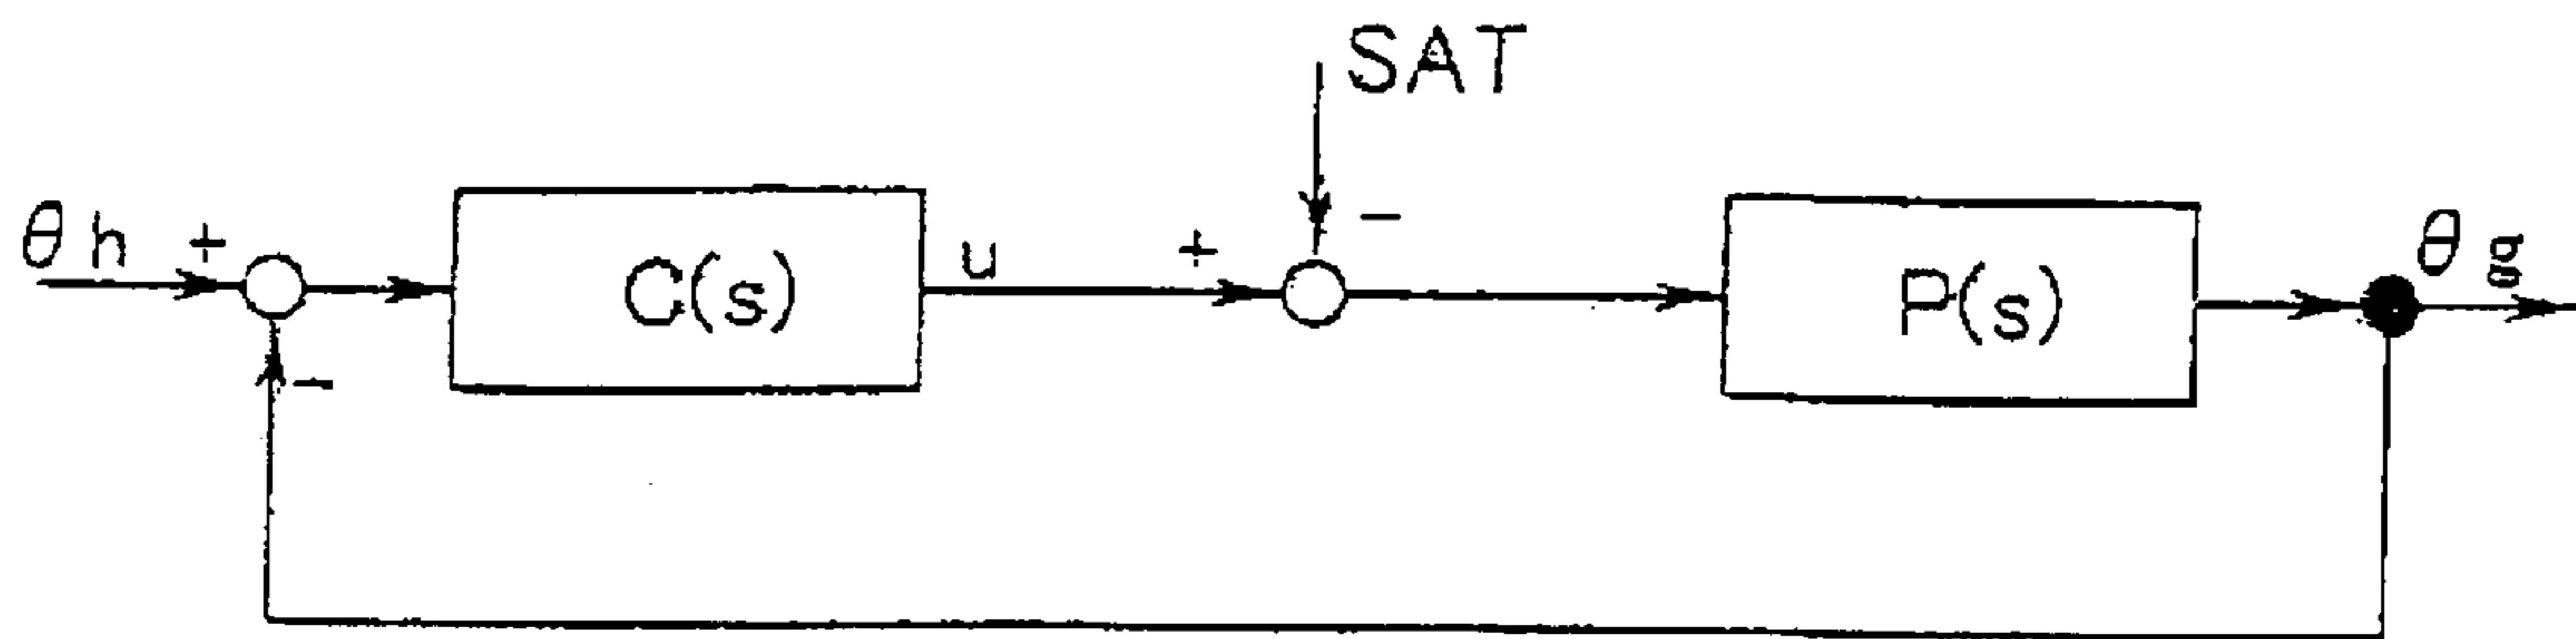 SAT
θh + C(s) u + − P(s) θg
−